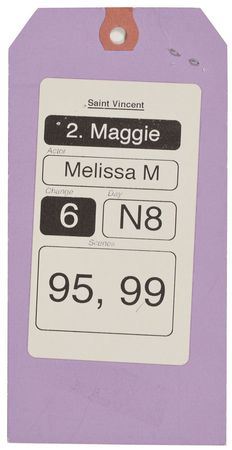 Saint Vincent
2. Maggie
Actor
Melissa M
Change Day
6 N8
Scenes
95, 99